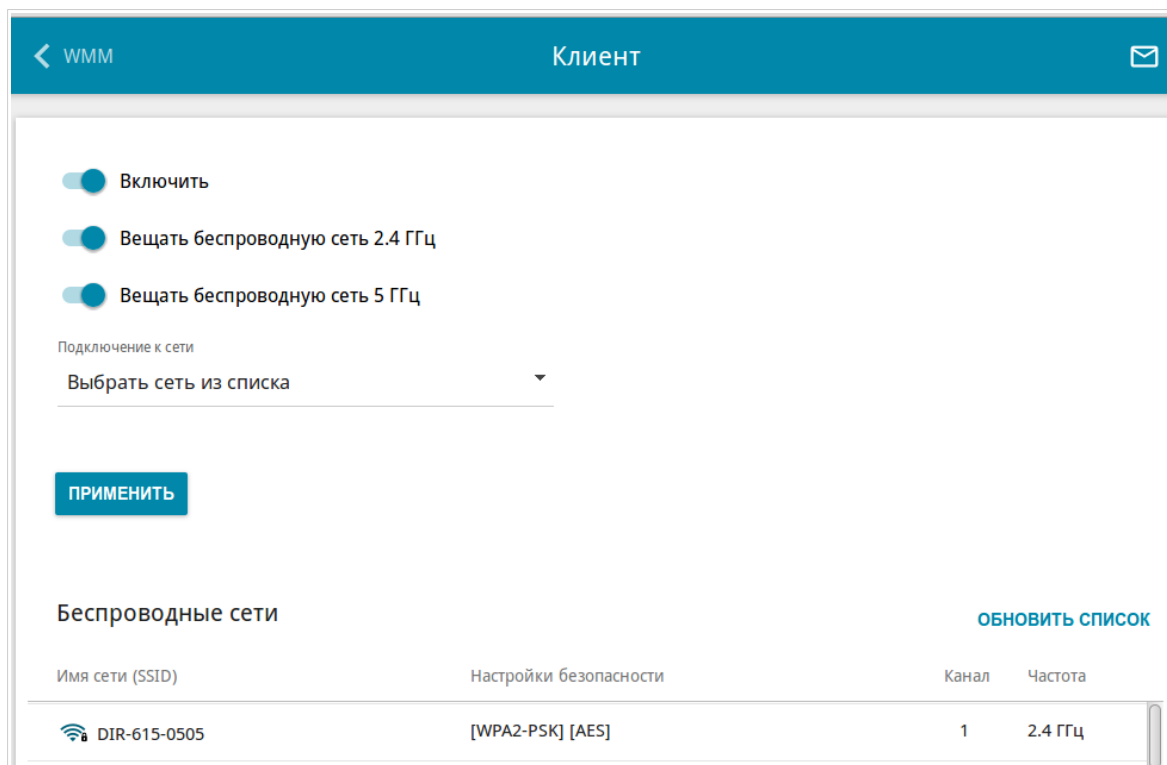 WMM
Клиент
Включить
Вещать беспроводную сеть 2.4 ГГц
Вещать беспроводную сеть 5 ГГц
Подключение к сети
Выбрать сеть из списка
ПРИМЕНИТЬ
Беспроводные сети
ОБНОВИТЬ СПИСОК
Имя сети (SSID) Настройки безопасности Канал Частота
DIR-615-0505 [WPA2-PSK] [AES] 1 2.4 ГГц